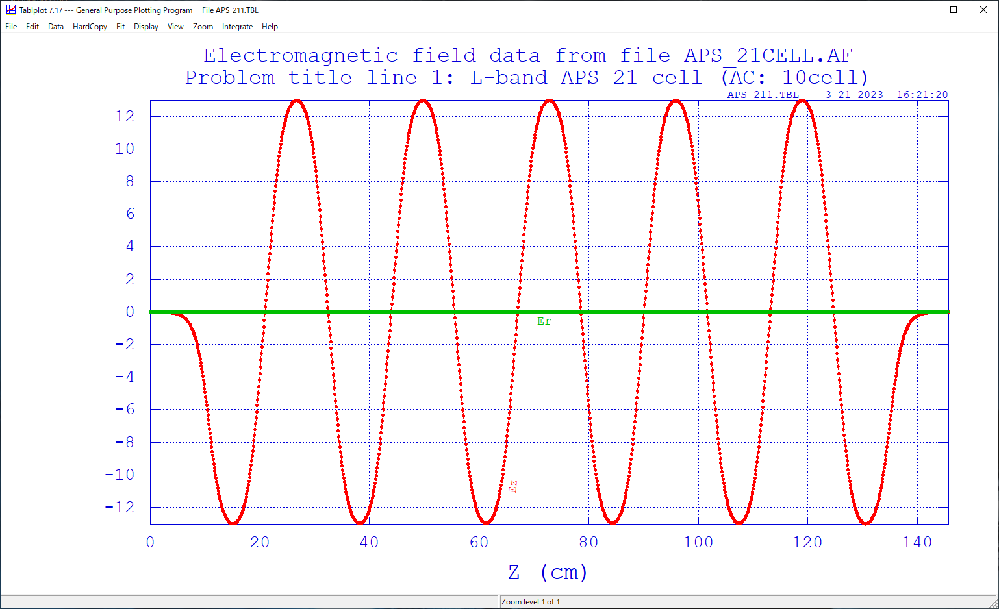 Tablplot 7.17 --- General Purpose Plotting Program File APS_211.TBL
File Edit Data HardCopy Fit Display View Zoom Integrate Help
Electromagnetic field data from file APS_21CELL.AF
Problem title line 1: L-band APS 21 cell (AC: 10cell)
APS_211.TBL 3-21-2023 16:21:20
12
10
8
6
4
2
0
Er
-2
-4
-6
-8
-10
Ez
-12
0 20 40 60 80 100 120 140
Z (cm)
Zoom level 1 of 1